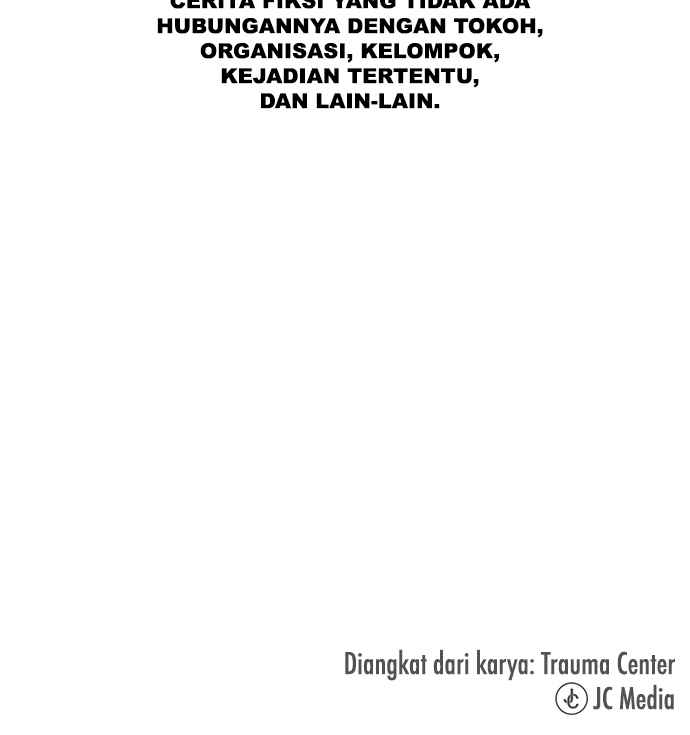 CERITA FIKSI YANG TIDAK ADA
HUBUNGANNYA DENGAN TOKOH,
ORGANISASI, KELOMPOK,
KEJADIAN TERTENTU,
DAN LAIN-LAIN.
Diangkat dari karya: Trauma Center
JC JC Media